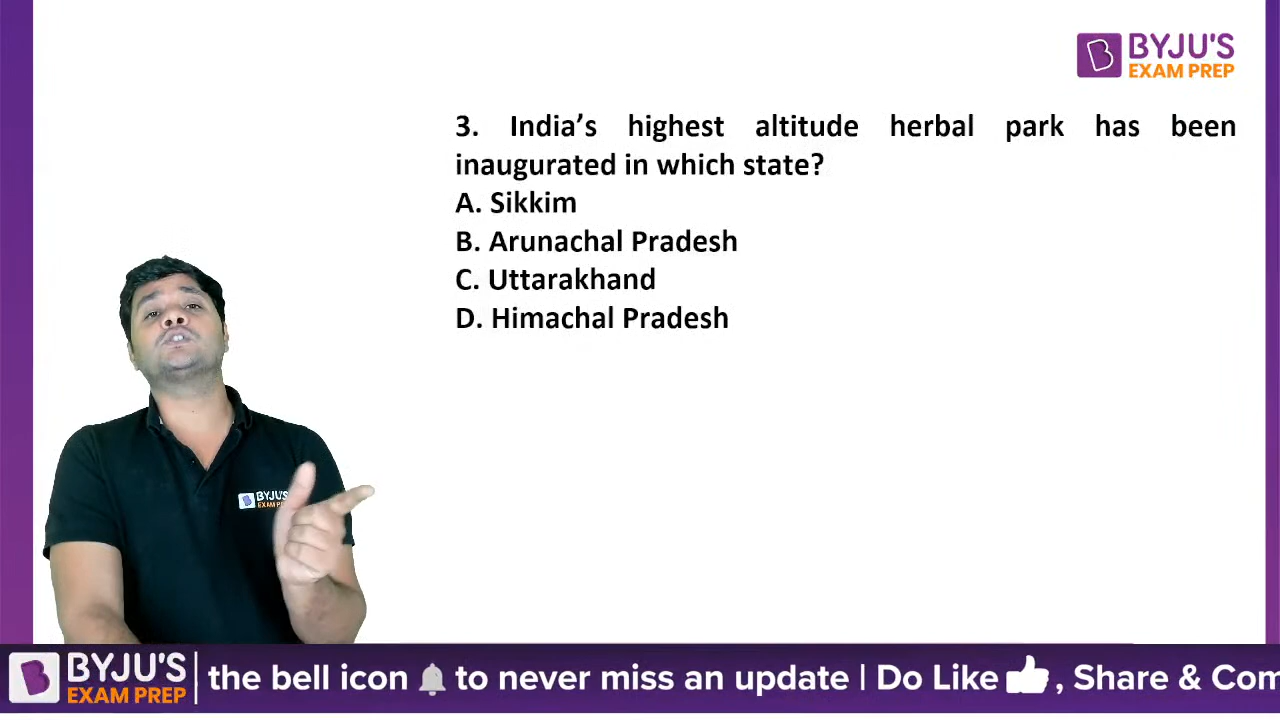 BYJU'S
EXAM PREP
3. India’s highest altitude herbal park has been
inaugurated in which state?
A. Sikkim
B. Arunachal Pradesh
C. Uttarakhand
D. Himachal Pradesh
BYJU'S
BYJU'S
EXAM PREP
the bell icon to never miss an update | Do Like , Share & Com